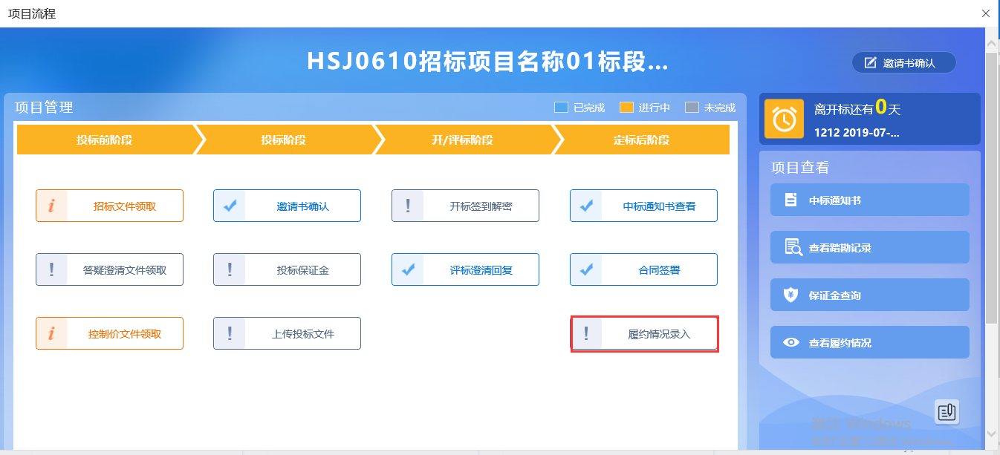 项目流程
HSJ0610招标项目名称01标段...
邀请书确认
项目管理
已完成 进行中 未完成
投标前阶段 投标阶段 开/评标阶段 定标后阶段
招标文件领取 邀请书确认 开标签到解密 中标通知书查看
答疑澄清文件领取 投标保证金 评标澄清回复 合同签署
控制价文件领取 上传投标文件 履约情况录入
离开标还有0天
1212 2019-07-...
项目查看
中标通知书
查看踏勘记录
保证金查询
查看履约情况
激活 Windows